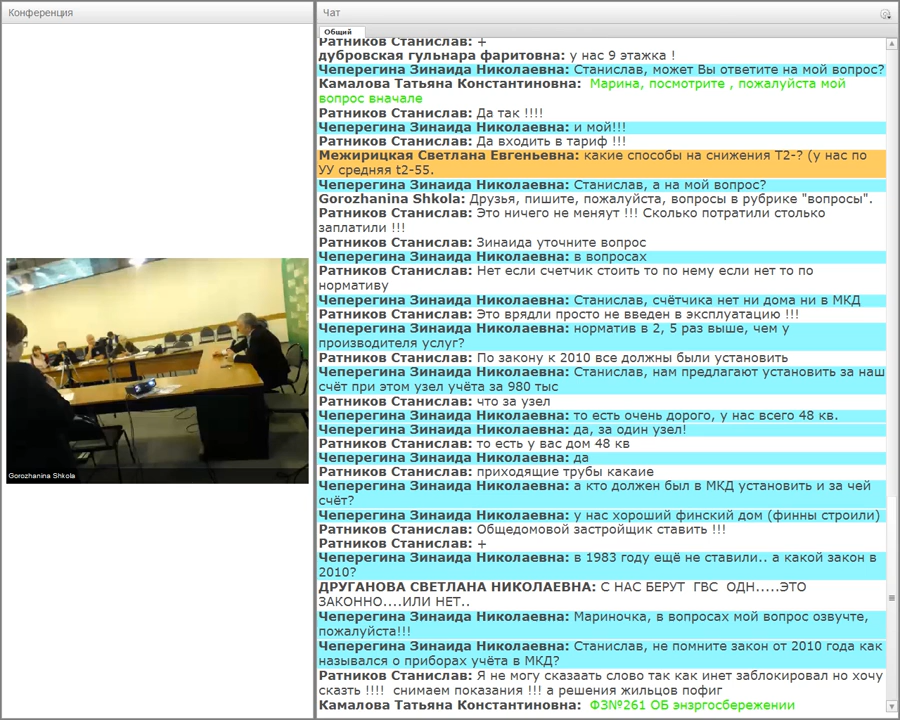 Конференция
Gorozhanina Shkola
Чат
Общий
Ратников Станислав: +
дубровская гульнара фаритовна: у нас 9 этажка !
Чеперегина Зинаида Николаевна: Станислав, может Вы ответите на мой вопрос?
Камалова Татьяна Константиновна: Марина, посмотрите , пожалуйста мой
вопрос вначале
Ратников Станислав: Да так !!!!
Чеперегина Зинаида Николаевна: и мой!!!
Ратников Станислав: Да входить в тариф !!!
Межирицкая Светлана Евгеньевна: какие способы на снижения Т2-? (у нас по
УУ средняя t2-55.
Чеперегина Зинаида Николаевна: Станислав, а на мой вопрос?
Gorozhanina Shkola: Друзья, пишите, пожалуйста, вопросы в рубрике "вопросы".
Ратников Станислав: Это ничего не меняут !!! Сколько потратили столько
заплатили !!!
Ратников Станислав: Зинаида уточните вопрос
Чеперегина Зинаида Николаевна: в вопросах
Ратников Станислав: Нет если счетчик стоить то по нему если нет то по
нормативу
Чеперегина Зинаида Николаевна: Станислав, счётчика нет ни дома ни в МКД
Ратников Станислав: Это врядли просто не введен в эксплуатацию !!!
Чеперегина Зинаида Николаевна: норматив в 2, 5 раз выше, чем у
производителя услуг?
Ратников Станислав: По закону к 2010 все должны были установить
Чеперегина Зинаида Николаевна: Станислав, нам предлагают установить за наш
счёт при этом узел учёта за 980 тыс
Ратников Станислав: что за узел
Чеперегина Зинаида Николаевна: то есть очень дорого, у нас всего 48 кв.
Чеперегина Зинаида Николаевна: да, за один узел!
Ратников Станислав: то есть у вас дом 48 кв
Чеперегина Зинаида Николаевна: да
Ратников Станислав: приходящие трубы какаие
Чеперегина Зинаида Николаевна: а кто должен был в МКД установить и за чей
счёт?
Чеперегина Зинаида Николаевна: у нас хороший финский дом (финны строили)
Ратников Станислав: Общедомовой застройщик ставить !!!
Ратников Станислав: +
Чеперегина Зинаида Николаевна: в 1983 году ещё не ставили.. а какой закон в
2010?
ДРУГАНОВА СВЕТЛАНА НИКОЛАЕВНА: С НАС БЕРУТ ГВС ОДН.....ЭТО
ЗАКОННО....ИЛИ НЕТ..
Чеперегина Зинаида Николаевна: Мариночка, в вопросах мой вопрос озвучте,
пожалуйста!!!
Чеперегина Зинаида Николаевна: Станислав, не помните закон от 2010 года как
назывался о приборах учёта в МКД?
Ратников Станислав: Я не могу сказаать слово так как инет заблокировал но хочу
сказть !!!! снимаем показания !!! а решения жильцов пофиг
Камалова Татьяна Константиновна: ФЗ№261 ОБ энзргосбережении